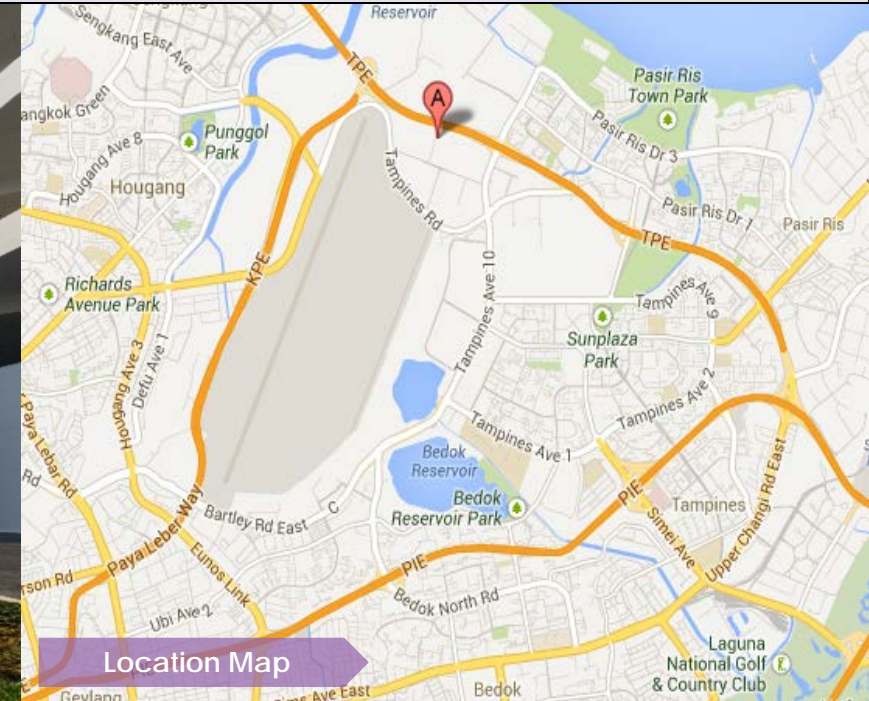 Reservoir
Sengkang East Ave
TPE
A
Pasir Ris
Town Park
angkok Green
Punggol
Park
Hougang Ave 8
Pasir Ris Dr 3
Hougang
Tampines Rd
Pasir Ris Dr 1
Pasir Ris
TPE
KPE
Richards
Avenue Park
Tampines Ave 10
Tampines Ave 9
Sunplaza
Park
Hougang Ave 3
Defu Ave 1
Tampines Ave 2
Paya Lebar Rd
Tampines Ave 1
Bedok
Reservoir
Rd
PIE
Bedok
Reservoir Park
Tampines
Bartley Rd East
C
Paya Leber Way
Simei Ave
Upper Changi Rd East
PIE
Eunos Link
rson Rd
Bedok North Rd
Ubi Ave 2
Location Map
Laguna
National Golf
& Country Club
Sims Ave East
Bedok
Geylang